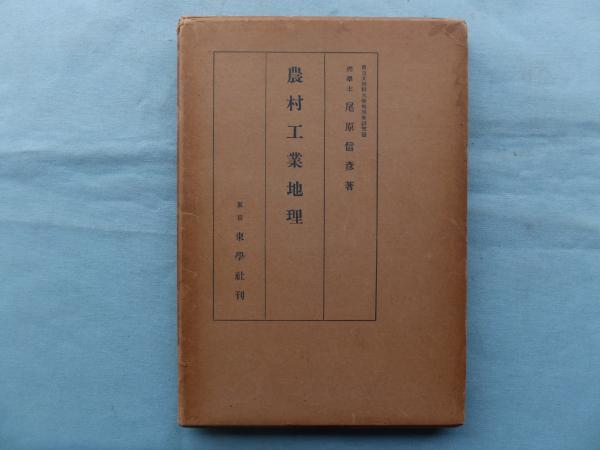 理學士 尾原信彦著
農村工業地理
東京 東學社刊